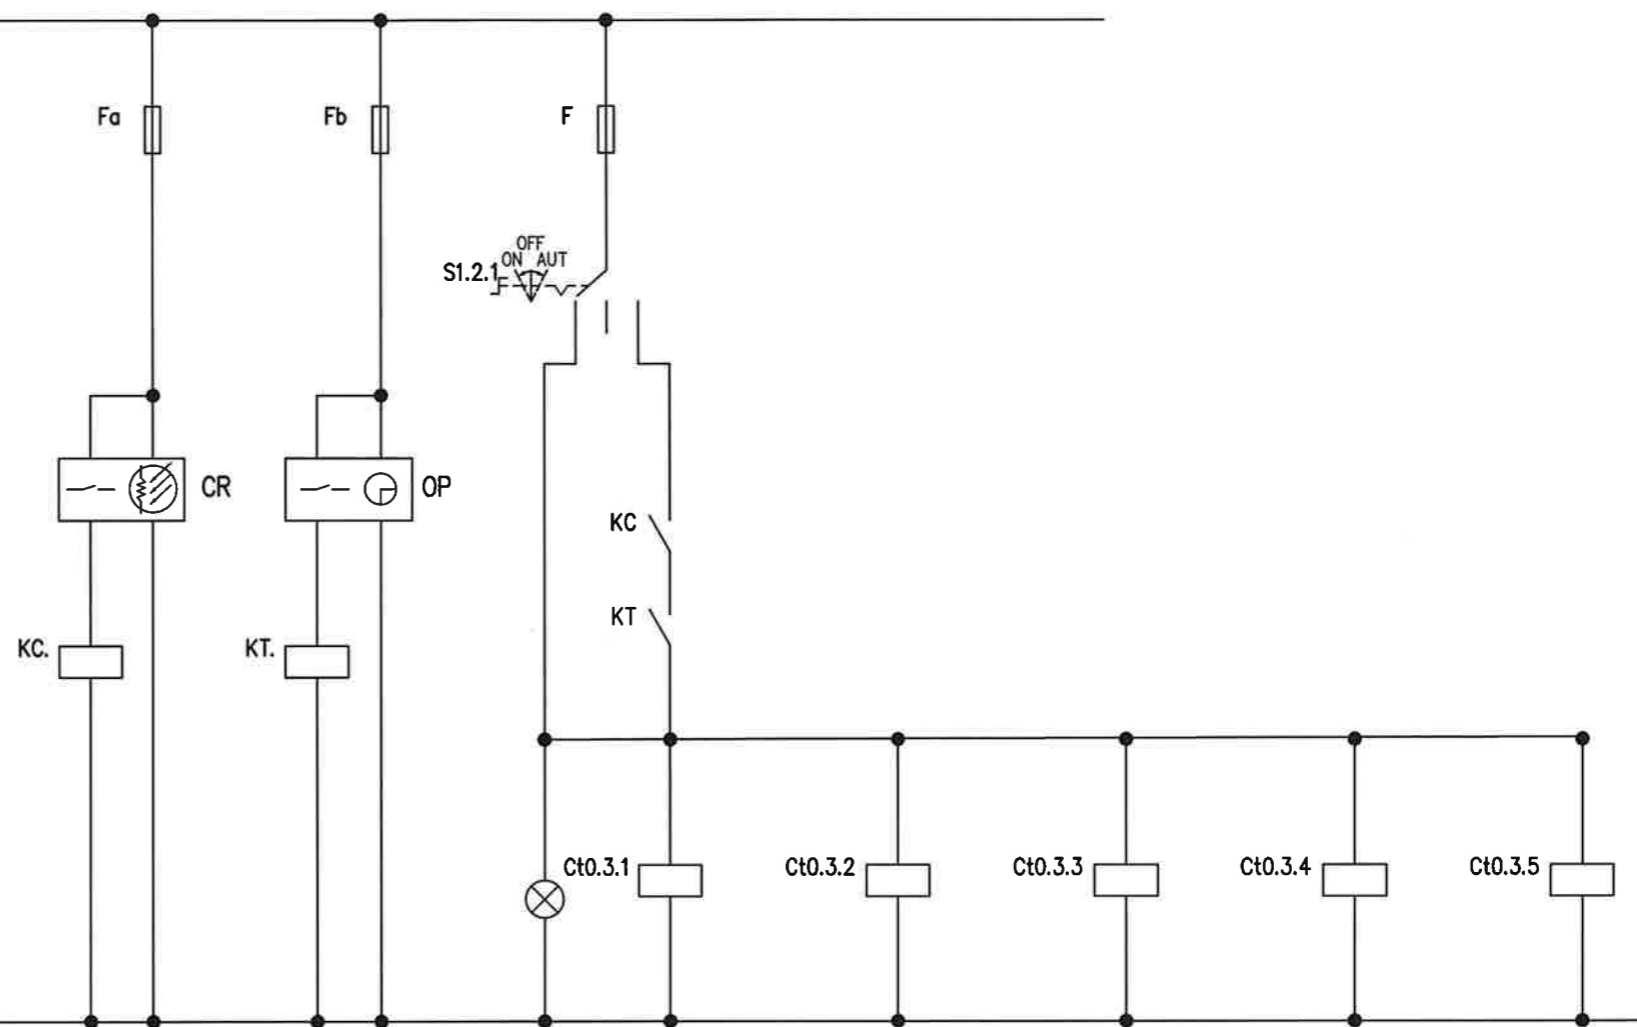 Fa
Fb
F
OFF
ON AUT
S1.2.1
CR
OP
KC
KT
KC.
KT.
Ct0.3.1
Ct0.3.2
Ct0.3.3
Ct0.3.4
Ct0.3.5